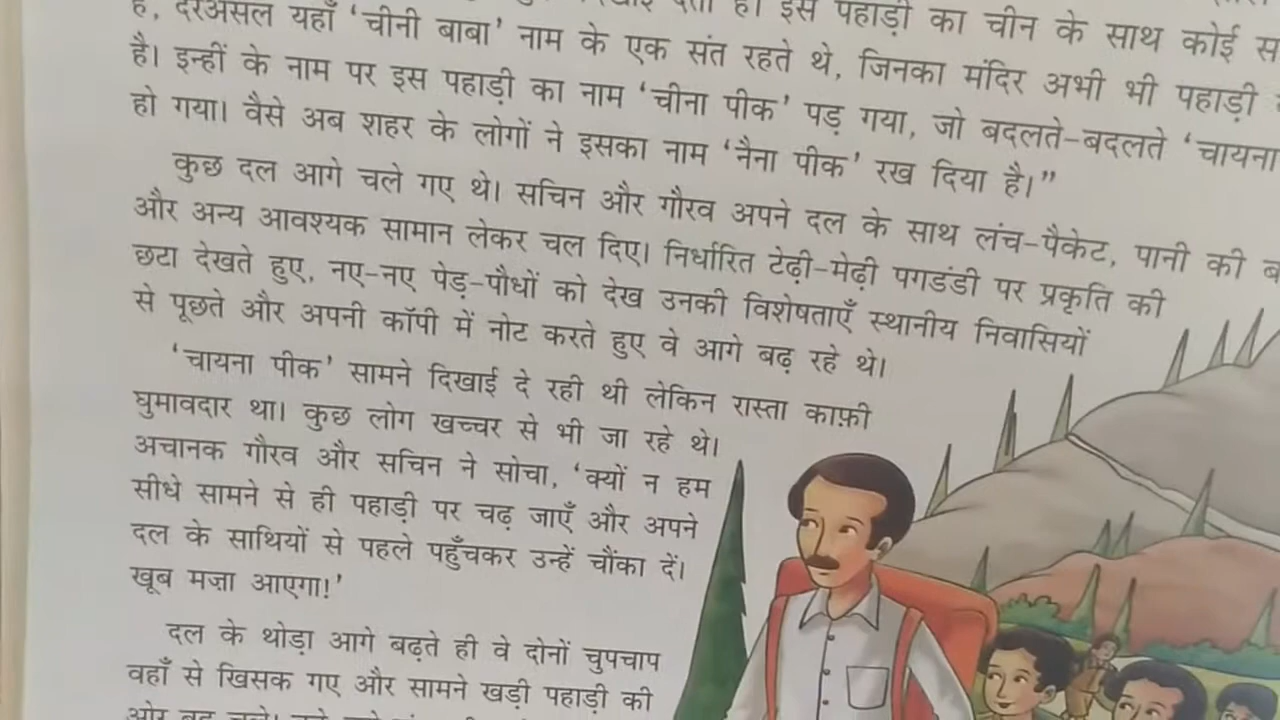 है, दरअसल यहाँ 'चीनी बाबा' नाम के एक संत रहते थे, जिनका मंदिर अभी भी पहाड़ी
इस पहाड़ी का चीन के साथ कोई
है। इन्हीं के नाम पर इस पहाड़ी का नाम 'चीना पीक' पड़ गया, जो बदलते-बदलते 'चायना
हो गया। वैसे अब शहर के लोगों ने इसका नाम 'नैना पीक' रख दिया है।"
कुछ दल आगे चले गए थे। सचिन और गौरव अपने दल के साथ लंच-पैकेट, पानी की
और अन्य आवश्यक सामान लेकर चल दिए। निर्धारित टेढ़ी-मेढ़ी पगडंडी पर प्रकृति की
छटा देखते हुए, नए-नए पेड़-पौधों को देख उनकी विशेषताएँ स्थानीय निवासियों
से पूछते और अपनी कॉपी में नोट करते हुए वे आगे बढ़ रहे थे।
'चायना पीक' सामने दिखाई दे रही थी लेकिन रास्ता काफ़ी
घुमावदार था। कुछ लोग खच्चर से भी जा रहे थे।
अचानक गौरव और सचिन ने सोचा, 'क्यों न हम
सीधे सामने से ही पहाड़ी पर चढ़ जाएँ और अपने
दल के साथियों से पहले पहुँचकर उन्हें चौंका दें।
खूब मज़ा आएगा!'
दल के थोड़ा आगे बढ़ते ही वे दोनों चुपचाप
वहाँ से खिसक गए और सामने खड़ी पहाड़ी की